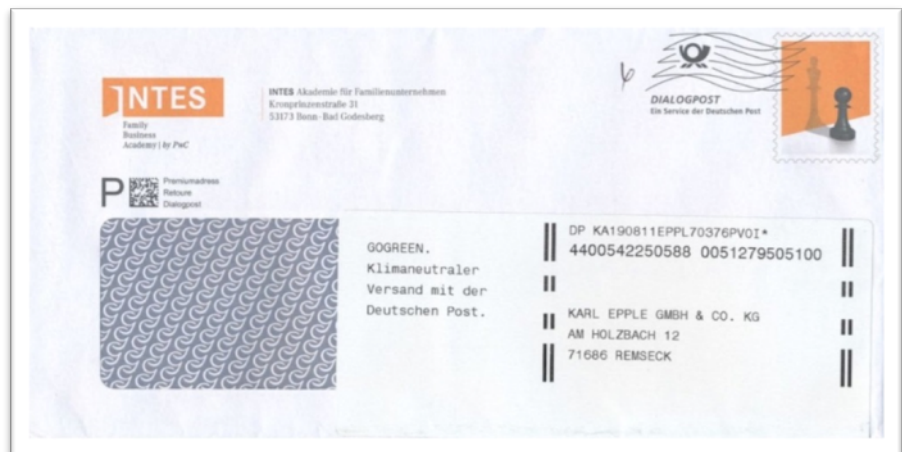 INTES
Family
Business
Academy | by PwC
INTES Akademie für Familienunternehmen
Kronprinzenstraße 31
53173 Bonn-Bad Godesberg
DIALOGPOST
Ein Service der Deutschen Post
P
Premiumadress
Retoure
Dialogpost
GOGREEN.
Klimaneutraler
Versand mit der
Deutschen Post.
DP KA190811EPPL70376PV0I*
4400542250588 0051279505100
KARL EPPLE GMBH & CO. KG
AM HOLZBACH 12
71686 REMSECK